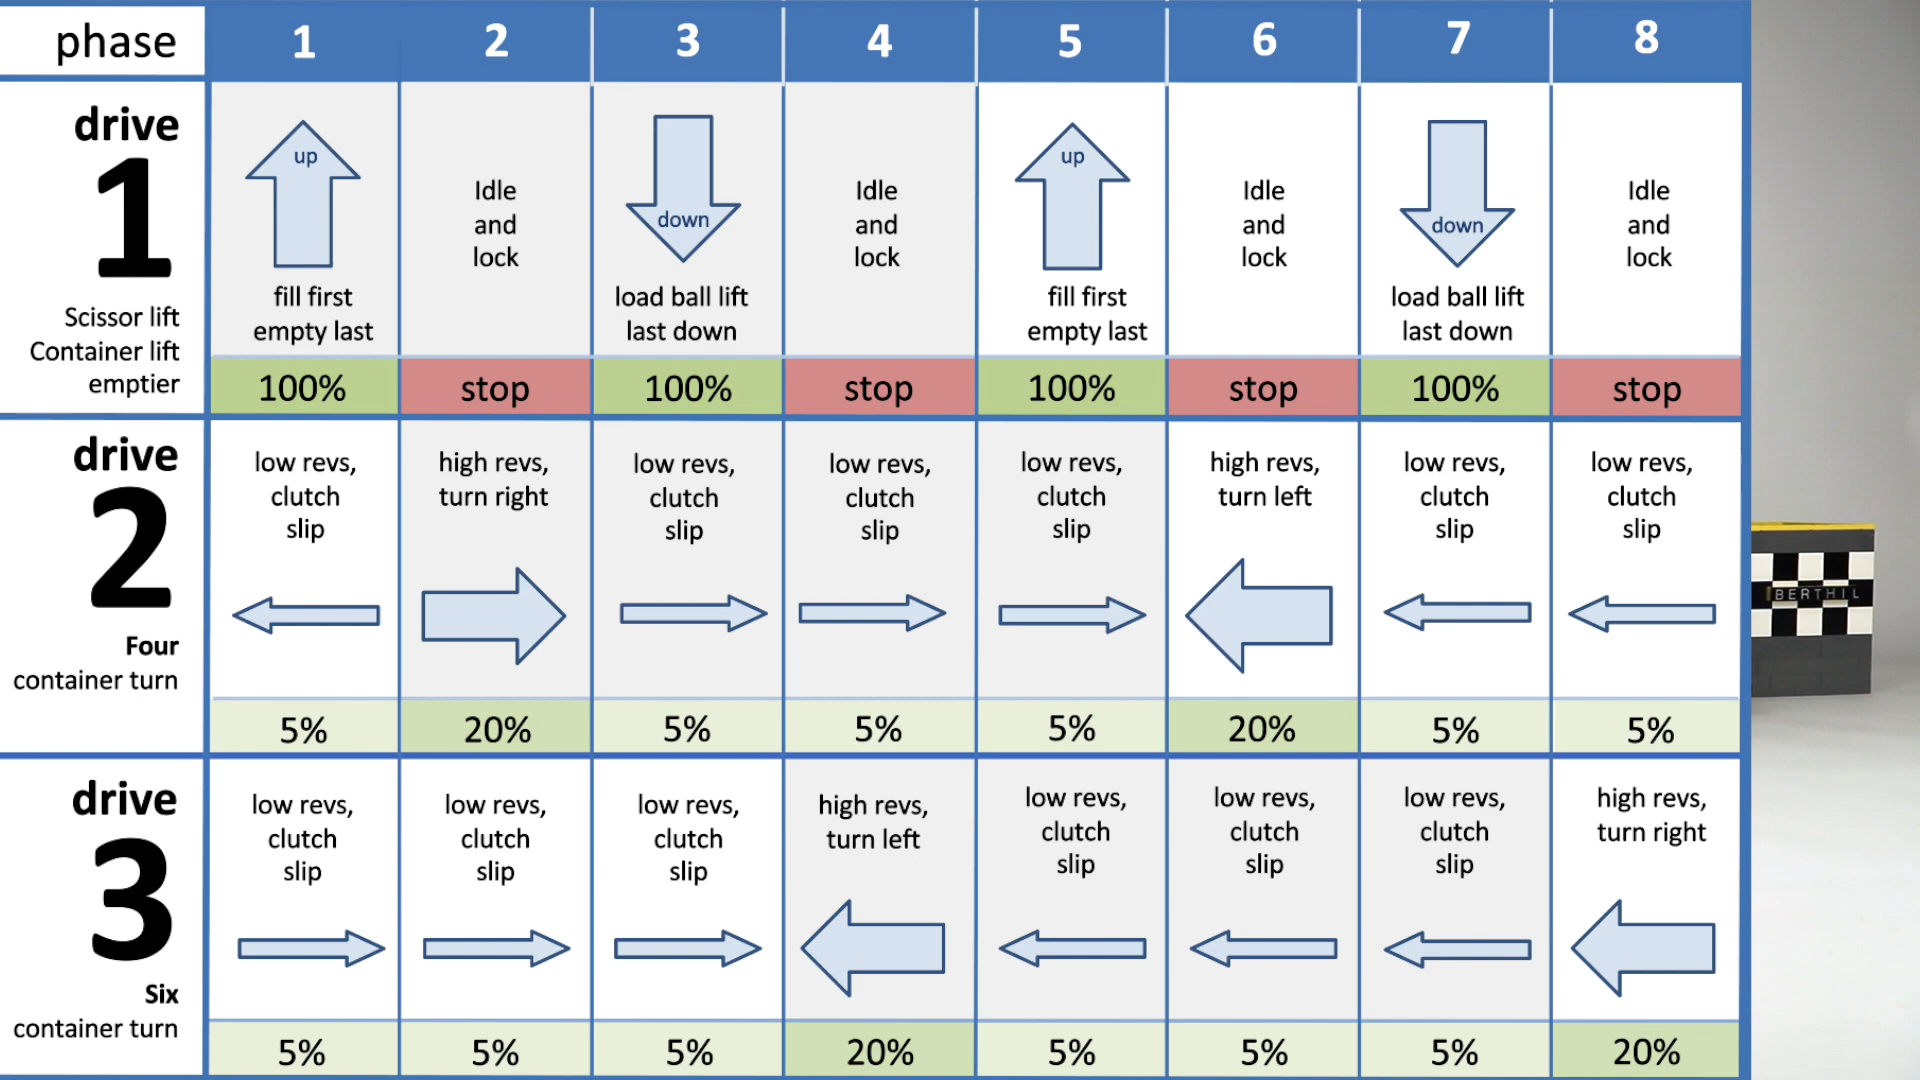 phase 1 2 3 4 5 6 7 8
drive
1
Scissor lift
Container lift
emptier
up
fill first
empty last
100%
Idle
and
lock
stop
down
load ball lift
last down
100%
Idle
and
lock
stop
up
fill first
empty last
100%
Idle
and
lock
stop
down
load ball lift
last down
100%
Idle
and
lock
stop
drive
2
Four
container turn
low revs,
clutch
slip
5%
high revs,
turn right
20%
low revs,
clutch
slip
5%
low revs,
clutch
slip
5%
low revs,
clutch
slip
5%
high revs,
turn left
20%
low revs,
clutch
slip
5%
low revs,
clutch
slip
5%
drive
3
Six
container turn
low revs,
clutch
slip
5%
low revs,
clutch
slip
5%
low revs,
clutch
slip
5%
high revs,
turn left
20%
low revs,
clutch
slip
5%
low revs,
clutch
slip
5%
low revs,
clutch
slip
5%
high revs,
turn right
20%
BERTHIL